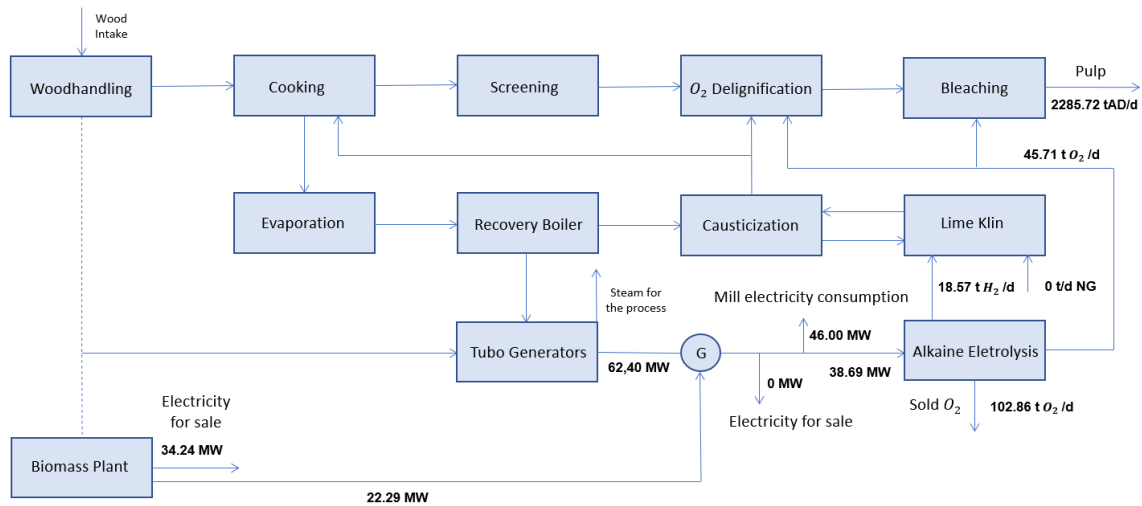 Wood
Intake
Woodhandling
Cooking
Screening
O₂ Delignification
Bleaching
Pulp
2285.72 tAD/d
45.71 t O₂ /d
Evaporation
Recovery Boiler
Causticization
Lime Klin
Steam for
the process
Mill electricity consumption
18.57 t H₂ /d
0 t/d NG
46.00 MW
Tubo Generators
62,40 MW
G
38.69 MW
Alkaine Eletrolysis
0 MW
Electricity for sale
Sold O₂
102.86 t O₂ /d
Electricity
for sale
34.24 MW
Biomass Plant
22.29 MW